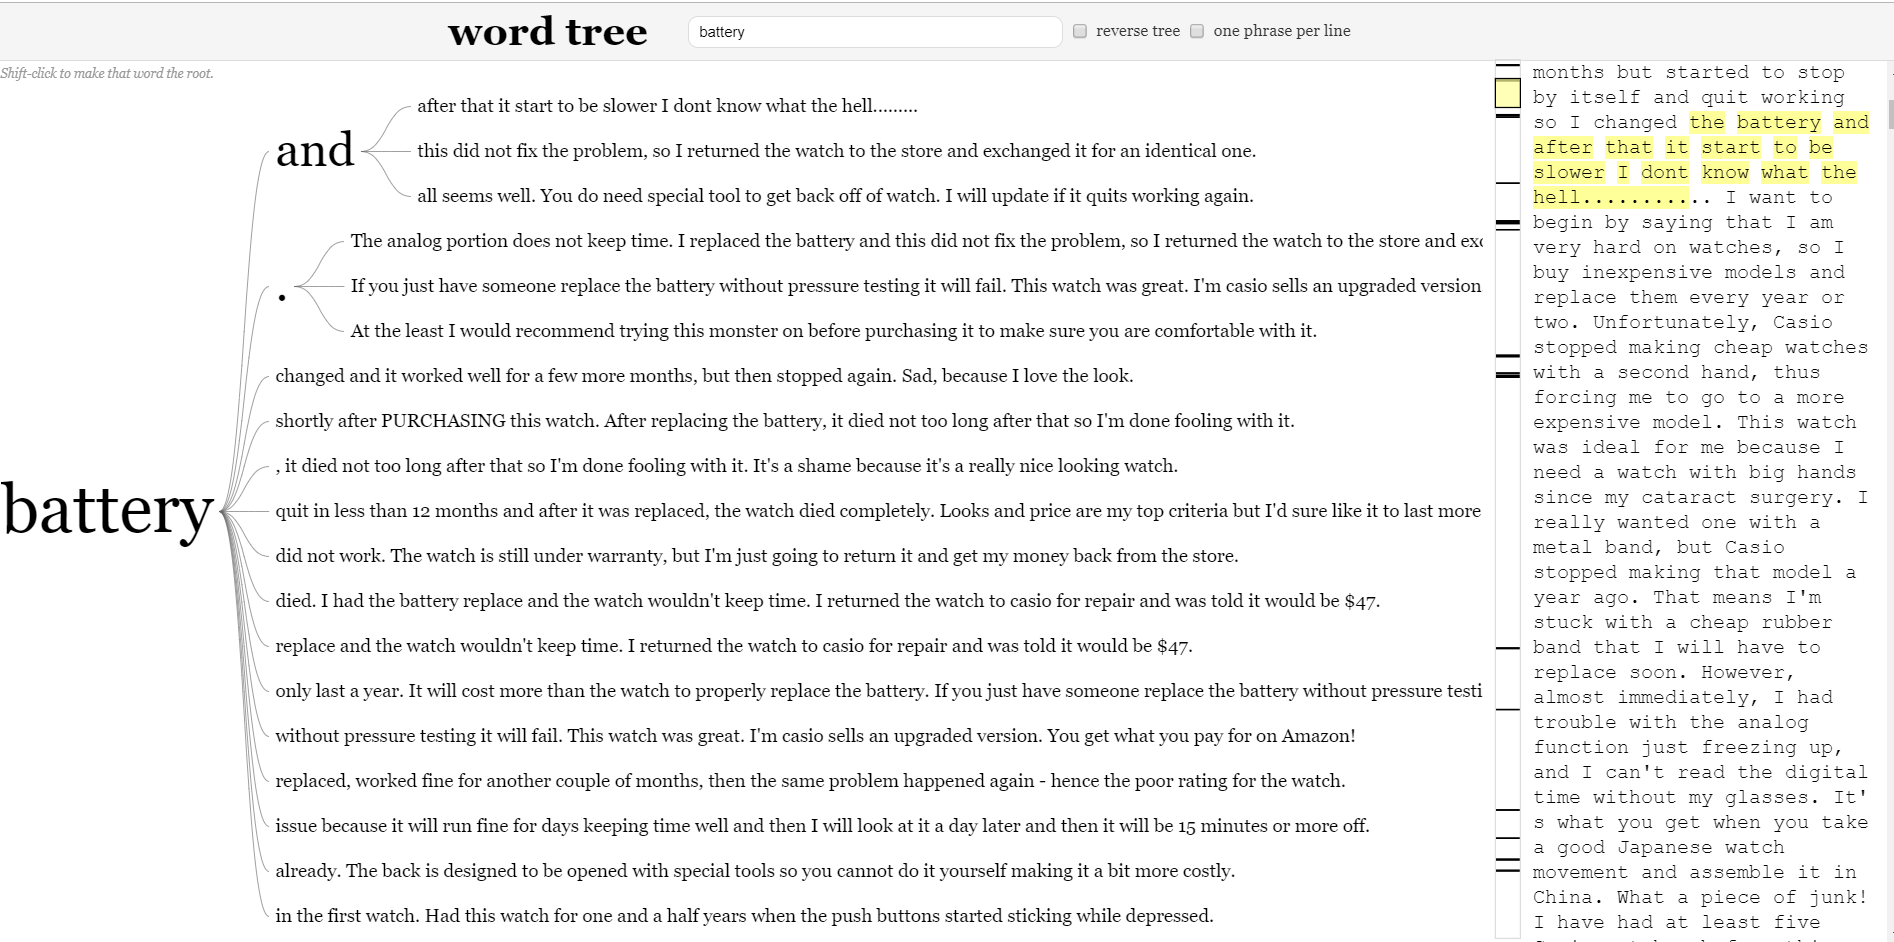 word tree
battery
reverse tree
one phrase per line
Shift-click to make that word the root.
battery
and
after that it start to be slower I dont know what the hell.........
this did not fix the problem, so I returned the watch to the store and exchanged it for an identical one.
all seems well. You do need special tool to get back off of watch. I will update if it quits working again.
.
The analog portion does not keep time. I replaced the battery and this did not fix the problem, so I returned the watch to the store and exc
If you just have someone replace the battery without pressure testing it will fail. This watch was great. I'm casio sells an upgraded version
At the least I would recommend trying this monster on before purchasing it to make sure you are comfortable with it.
changed and it worked well for a few more months, but then stopped again. Sad, because I love the look.
shortly after PURCHASING this watch. After replacing the battery, it died not too long after that so I'm done fooling with it.
, it died not too long after that so I'm done fooling with it. It's a shame because it's a really nice looking watch.
quit in less than 12 months and after it was replaced, the watch died completely. Looks and price are my top criteria but I'd sure like it to last more
did not work. The watch is still under warranty, but I'm just going to return it and get my money back from the store.
died. I had the battery replace and the watch wouldn't keep time. I returned the watch to casio for repair and was told it would be $47.
replace and the watch wouldn't keep time. I returned the watch to casio for repair and was told it would be $47.
only last a year. It will cost more than the watch to properly replace the battery. If you just have someone replace the battery without pressure testi
without pressure testing it will fail. This watch was great. I'm casio sells an upgraded version. You get what you pay for on Amazon!
replaced, worked fine for another couple of months, then the same problem happened again - hence the poor rating for the watch.
issue because it will run fine for days keeping time well and then I will look at it a day later and then it will be 15 minutes or more off.
already. The back is designed to be opened with special tools so you cannot do it yourself making it a bit more costly.
in the first watch. Had this watch for one and a half years when the push buttons started sticking while depressed.
months but started to stop
by itself and quit working
so I changed the battery and
after that it start to be
slower I dont know what the
hell........... I want to
begin by saying that I am
very hard on watches, so I
buy inexpensive models and
replace them every year or
two. Unfortunately, Casio
stopped making cheap watches
with a second hand, thus
forcing me to go to a more
expensive model. This watch
was ideal for me because I
need a watch with big hands
since my cataract surgery. I
really wanted one with a
metal band, but Casio
stopped making that model a
year ago. That means I'm
stuck with a cheap rubber
band that I will have to
replace soon. However,
almost immediately, I had
trouble with the analog
function just freezing up,
and I can't read the digital
time without my glasses. It'
s what you get when you take
a good Japanese watch
movement and assemble it in
China. What a piece of junk!
I have had at least five